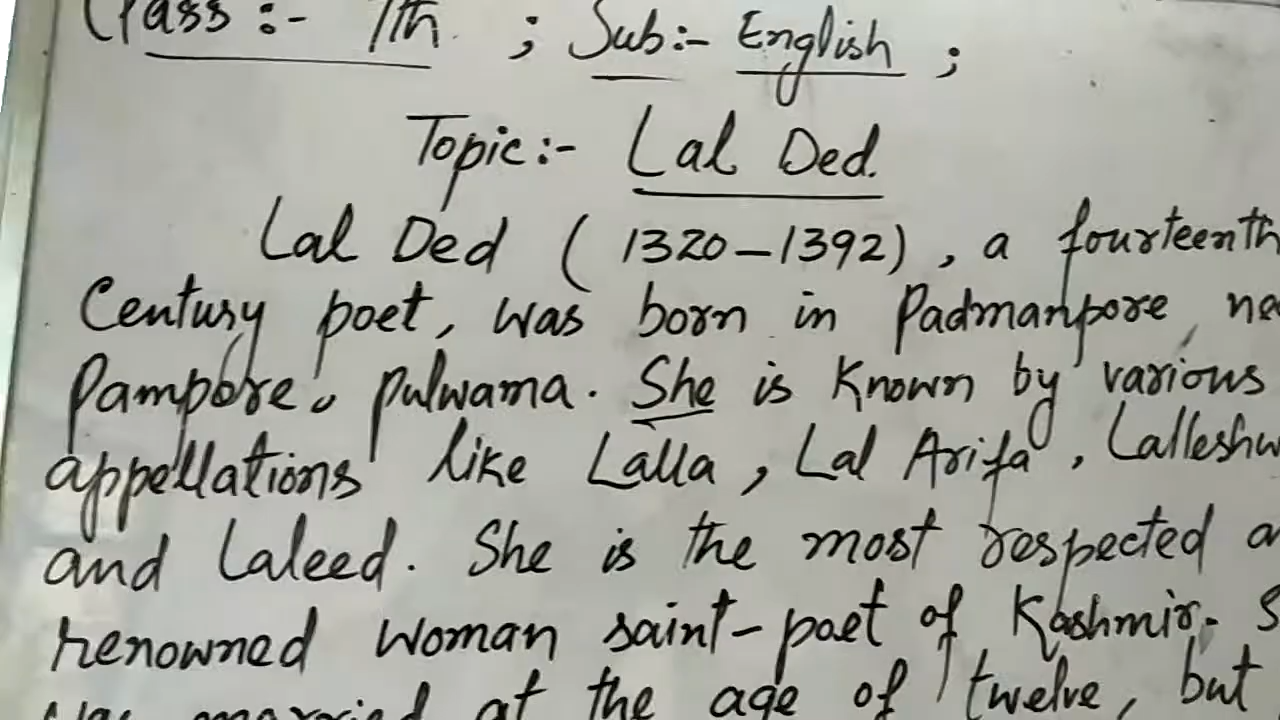 Class :- 7th ; Sub:- English ;
Topic:- Lal Ded.
Lal Ded ( 1320-1392) , a fourteenth
Century poet, was born in Padmanpore,
Pampore, Pulwama. She is known by various
appellations like Lalla , Lal Arifa , Lalleshw
and Laleed. She is the most respected a
renowned woman saint-poet of Kashmir. S
was married at the age of twelve, but